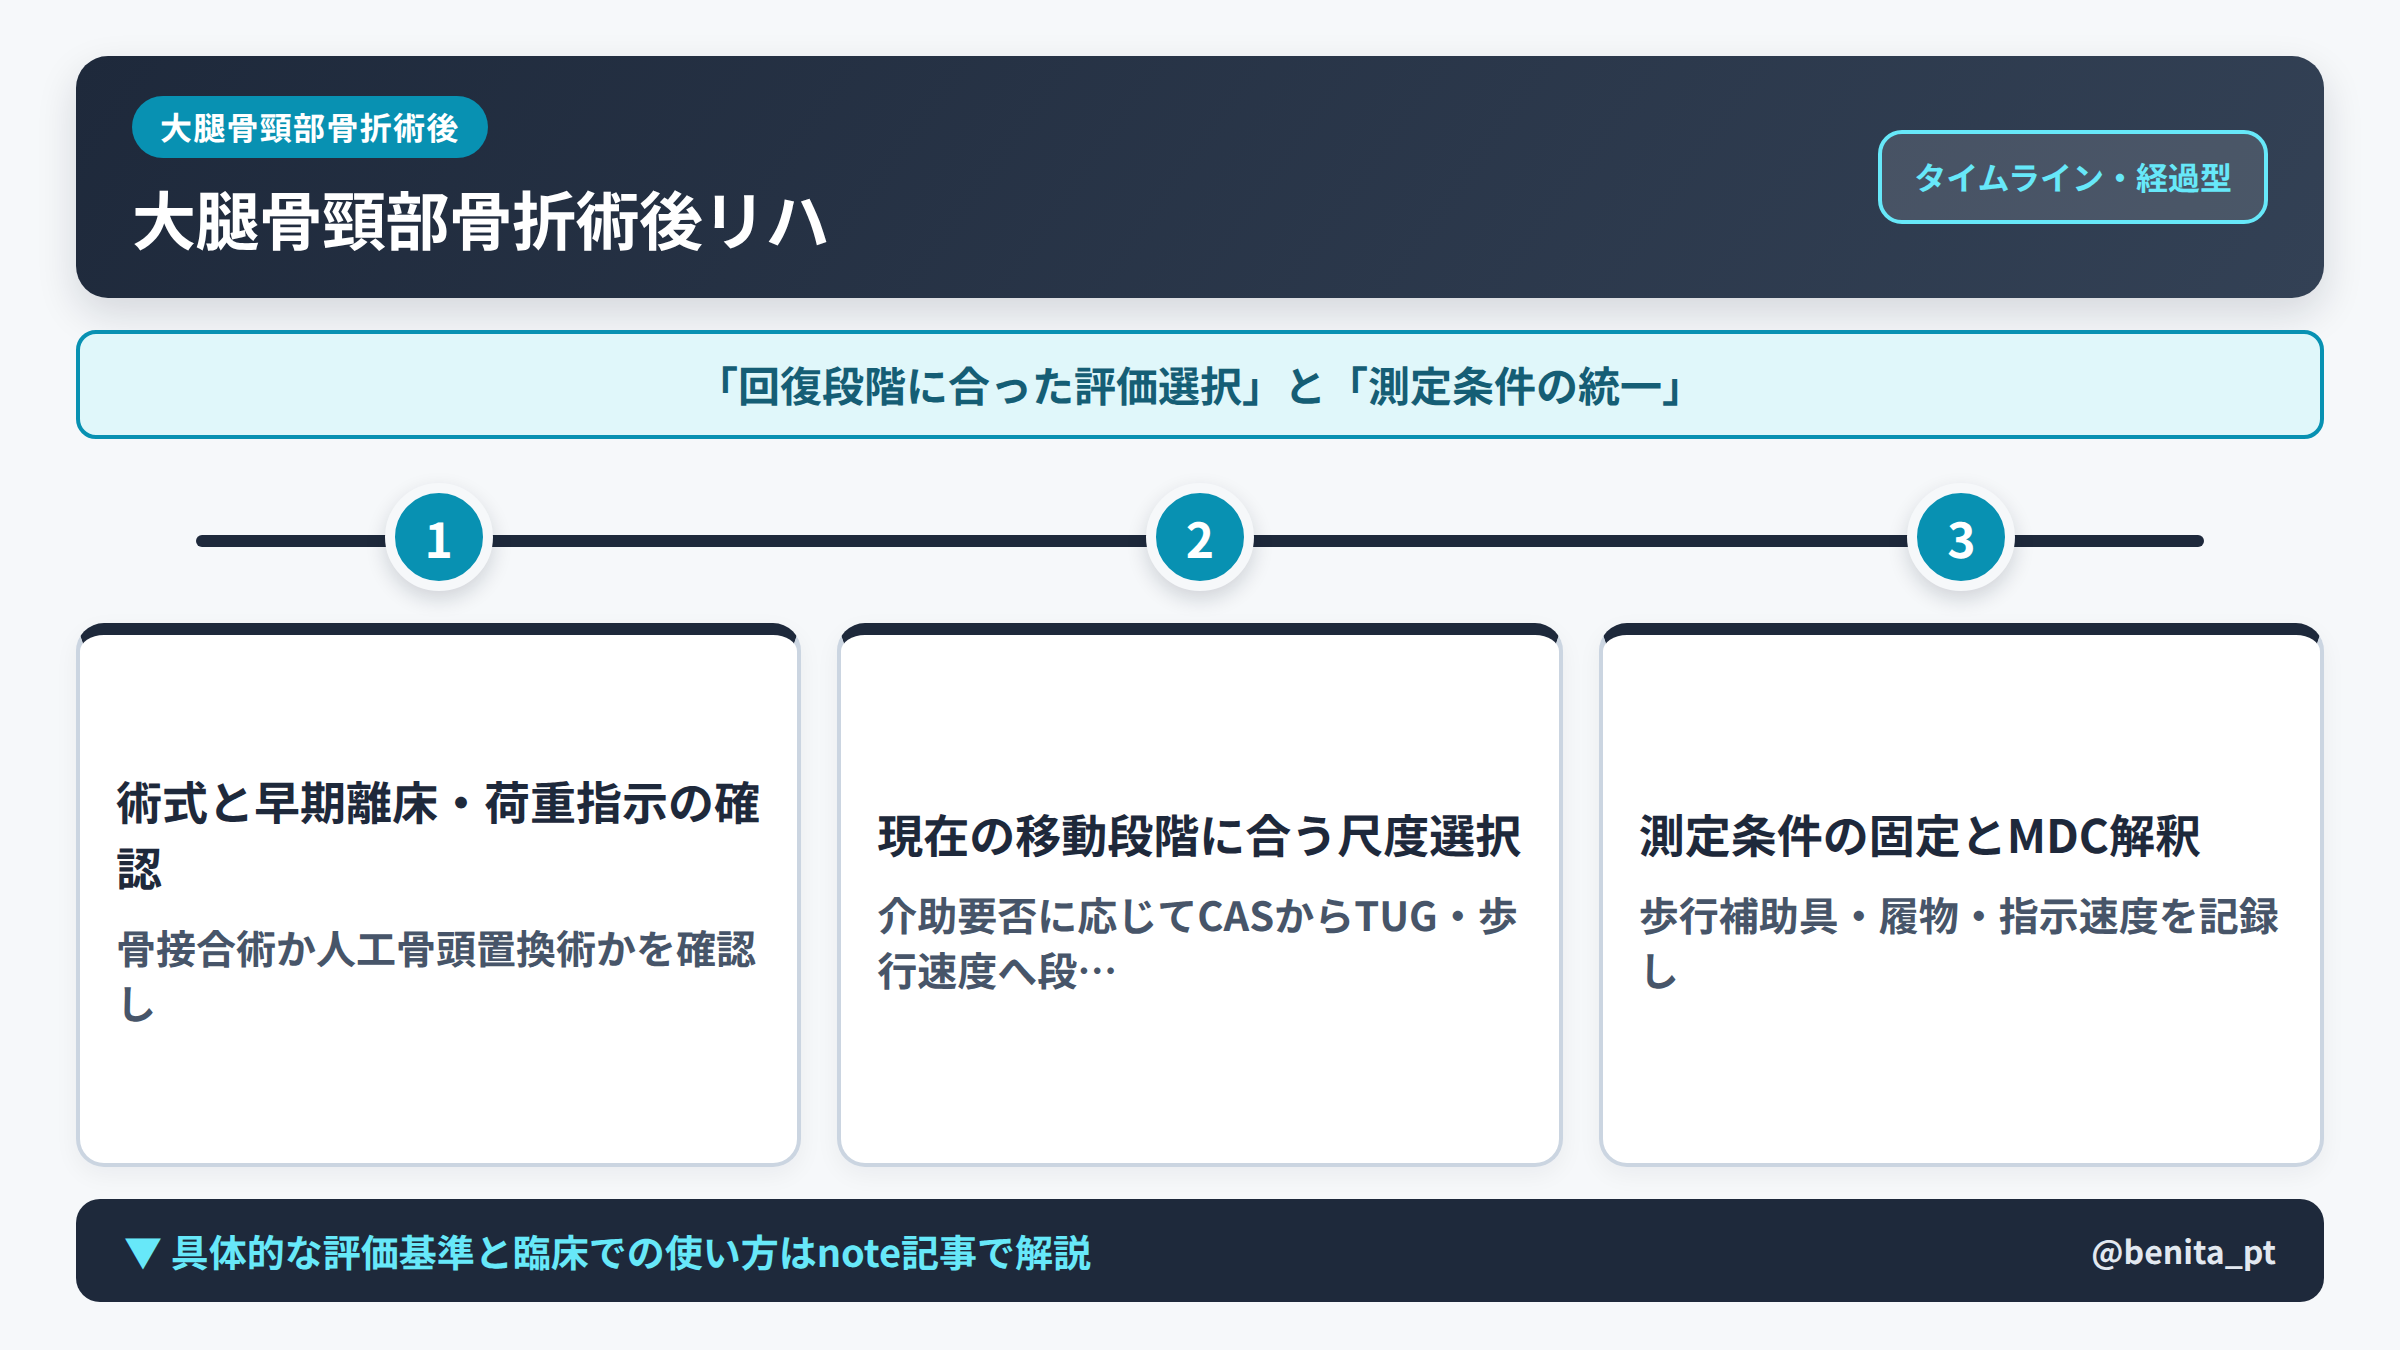 大腿骨頸部骨折術後
大腿骨頸部骨折術後リハ
タイムライン・経過型
「回復段階に合った評価選択」と「測定条件の統一」
1
2
3
術式と早期離床・荷重指示の確
認
骨接合術か人工骨頭置換術かを確認
し
現在の移動段階に合う尺度選択
介助要否に応じてCASからTUG・歩
行速度へ段…
測定条件の固定とMDC解釈
歩行補助具・履物・指示速度を記録
し
▼ 具体的な評価基準と臨床での使い方はnote記事で解説
@benita_pt